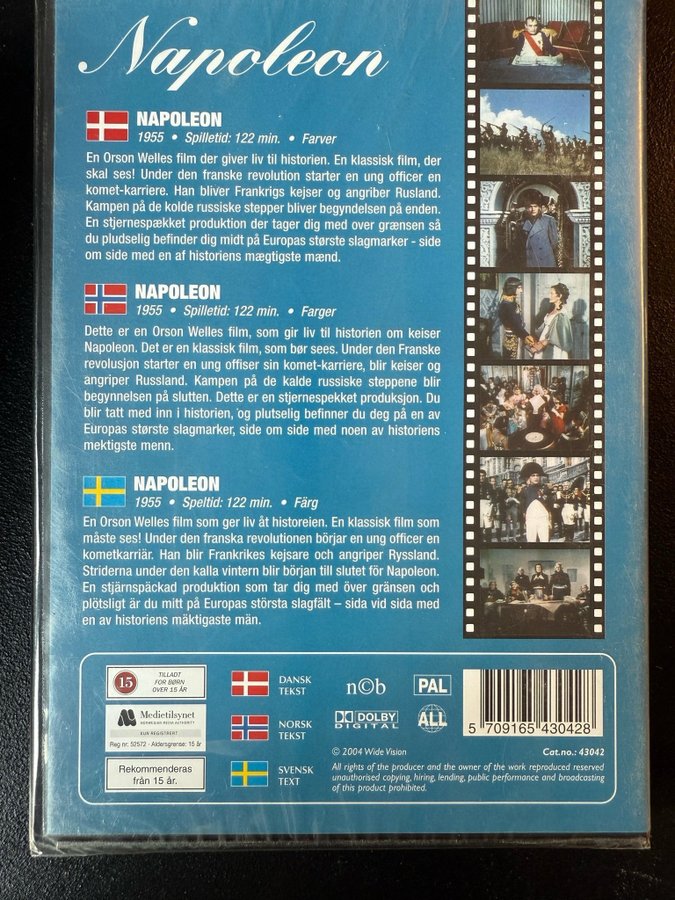 Napoleon
NAPOLEON
1955 • Spilletid: 122 min. • Farver
En Orson Welles film der giver liv til historien. En klassisk film, der
skal ses! Under den franske revolution starter en ung officer en
komet-karriere. Han bliver Frankrigs kejser og angriber Rusland.
Kampen på de kolde russiske stepper bliver begyndelsen på enden.
En stjernespækket produktion der tager dig med over grænsen så
du pludselig befinder dig midt på Europas største slagmarker - side
om side med en af historiens mægtigste mænd.
NAPOLEON
1955 • Spilletid: 122 min. • Farger
Dette er en Orson Welles film, som gir liv til historien om keiser
Napoleon. Det er en klassisk film, som bør sees. Under den Franske
revolusjon starter en ung offiser sin komet-karriere, blir keiser og
angriper Russland. Kampen på de kalde russiske steppene blir
begynnelsen på slutten. Dette er en stjernespekket produksjon. Du
blir tatt med inn i historien, og plutselig befinner du deg på en av
Europas største slagmarker, side om side med noen av historiens
mektigste menn.
NAPOLEON
1955 • Speltid: 122 min. • Färg
En Orson Welles film som ger liv åt historeien. En klassisk film som
måste ses! Under den franska revolutionen börjar en ung officer en
kometkarriär. Han blir Frankrikes kejsare och angriper Ryssland.
Striderna under den kalla vintern blir början till slutet för Napoleon.
En stjärnspäckad produktion som tar dig med över gränsen och
plötsligt är du mitt på Europas största slagfält – sida vid sida med
en av historiens mäktigaste män.
15
TILLADT
FOR BØRN
OVER 15 ÅR
Medietilsynet
NORWEGIAN MEDIA AUTHORITY
KUN REGISTRERT
Reg nr. 52572 - Aldersgrense: 15 år
Rekommenderas
från 15 år.
DANSK
TEKST
NORSK
TEKST
SVENSK
TEXT
n©b
PAL
DOLBY
DIGITAL
ALL
5 709165 430428
© 2004 Wide Vision
Cat.no.: 43042
All rights of the producer and the owner of the work reproduced reserved
unauthorised copying, hiring, lending, public performance and broadcasting
of this product prohibited.